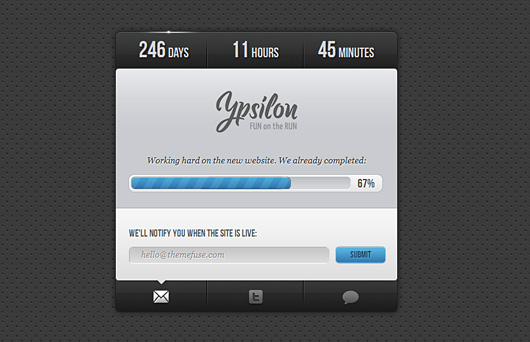 246 DAYS 11 HOURS 45 MINUTES
Ypsilon
FUN on the RUN
Working hard on the new website. We already completed:
67%
WE'LL NOTIFY YOU WHEN THE SITE IS LIVE:
hello@themefuse.com SUBMIT